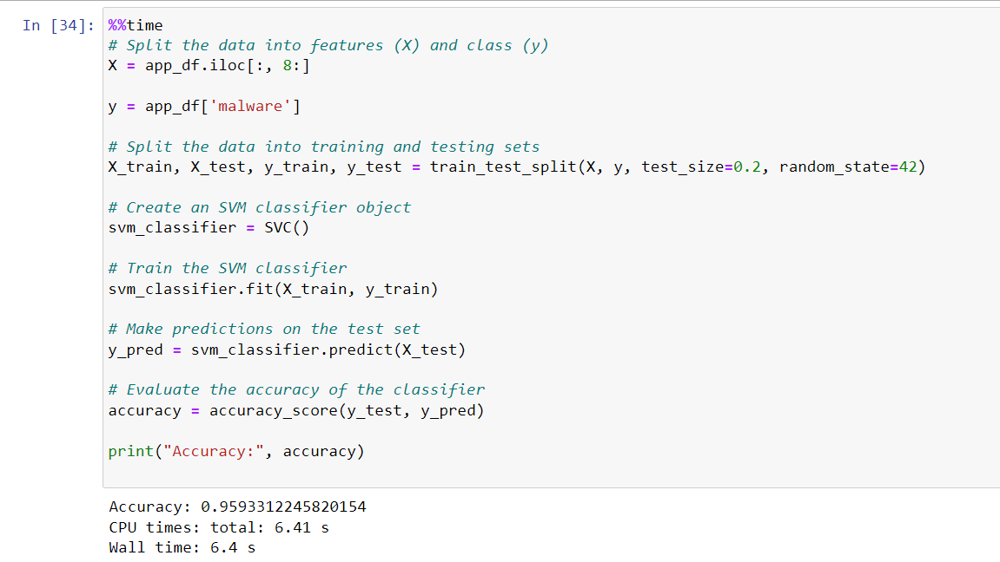 In [34]: %%time
# Split the data into features (X) and class (y)
X = app_df.iloc[:, 8:]
y = app_df['malware']
# Split the data into training and testing sets
X_train, X_test, y_train, y_test = train_test_split(X, y, test_size=0.2, random_state=42)
# Create an SVM classifier object
svm_classifier = SVC()
# Train the SVM classifier
svm_classifier.fit(X_train, y_train)
# Make predictions on the test set
y_pred = svm_classifier.predict(X_test)
# Evaluate the accuracy of the classifier
accuracy = accuracy_score(y_test, y_pred)
print("Accuracy:", accuracy)
Accuracy: 0.9593312245820154
CPU times: total: 6.41 s
Wall time: 6.4 s